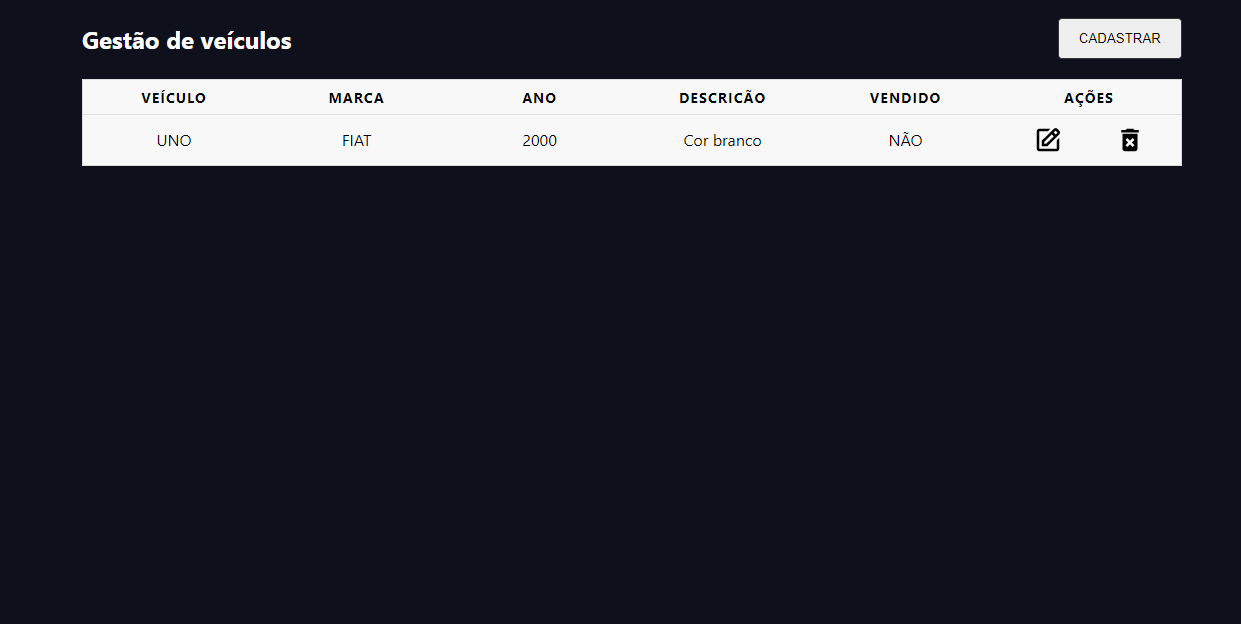 Gestão de veículos
CADASTRAR
VEÍCULO MARCA ANO DESCRICÃO VENDIDO AÇÕES
UNO FIAT 2000 Cor branco NÃO